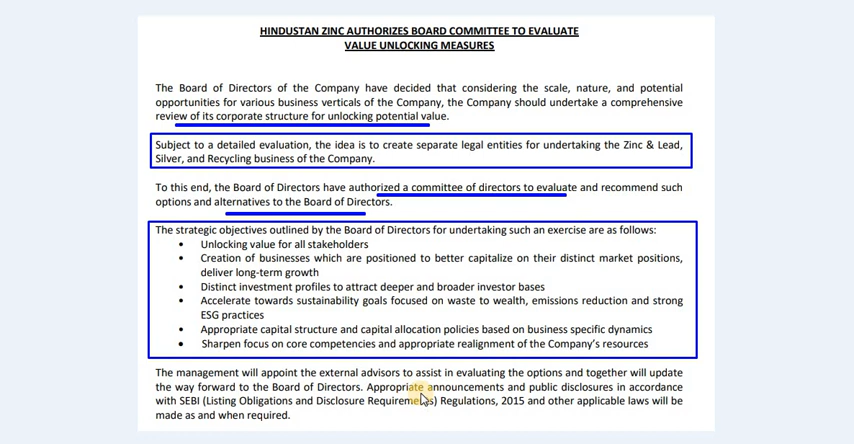 HINDUSTAN ZINC AUTHORIZES BOARD COMMITTEE TO EVALUATE
VALUE UNLOCKING MEASURES
The Board of Directors of the Company have decided that considering the scale, nature, and potential
opportunities for various business verticals of the Company, the Company should undertake a comprehensive
review of its corporate structure for unlocking potential value.
Subject to a detailed evaluation, the idea is to create separate legal entities for undertaking the Zinc & Lead,
Silver, and Recycling business of the Company.
To this end, the Board of Directors have authorized a committee of directors to evaluate and recommend such
options and alternatives to the Board of Directors.
The strategic objectives outlined by the Board of Directors for undertaking such an exercise are as follows:
• Unlocking value for all stakeholders
• Creation of businesses which are positioned to better capitalize on their distinct market positions,
deliver long-term growth
• Distinct investment profiles to attract deeper and broader investor bases
• Accelerate towards sustainability goals focused on waste to wealth, emissions reduction and strong
ESG practices
• Appropriate capital structure and capital allocation policies based on business specific dynamics
• Sharpen focus on core competencies and appropriate realignment of the Company's resources
The management will appoint the external advisors to assist in evaluating the options and together will update
the way forward to the Board of Directors. Appropriate announcements and public disclosures in accordance
with SEBI (Listing Obligations and Disclosure Requirements) Regulations, 2015 and other applicable laws will be
made as and when required.